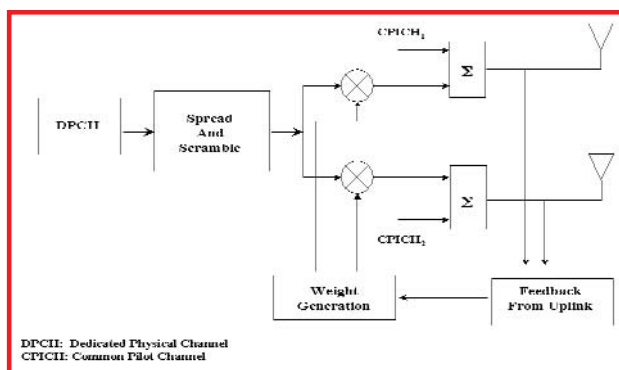 CPICH₁
Σ
DPCH
Spread
And
Scramble
Σ
CPICH₂
Weight
Generation
Feedback
From Uplink
DPCH: Dedicated Physical Channel
CPICH: Common Pilot Channel